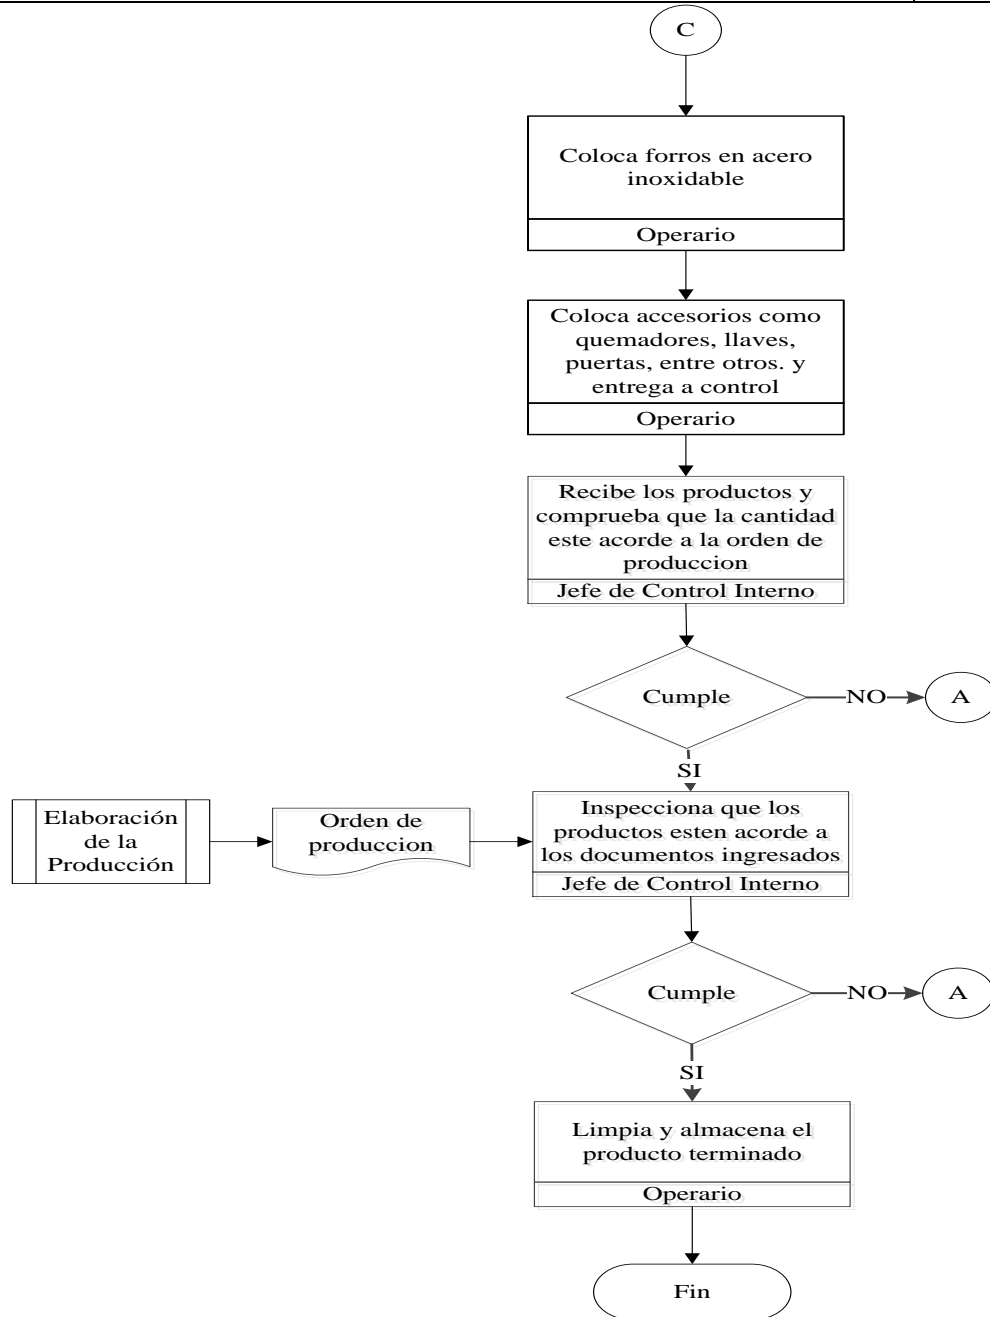 C
Coloca forros en acero
inoxidable
Operario
Coloca accesorios como
quemadores, llaves,
puertas, entre otros. y
entrega a control
Operario
Recibe los productos y
comprueba que la cantidad
este acorde a la orden de
produccion
Jefe de Control Interno
Cumple
NO
A
SI
Elaboración
de la
Producción
Orden de
produccion
Inspecciona que los
productos esten acorde a
los documentos ingresados
Jefe de Control Interno
Cumple
NO
A
SI
Limpia y almacena el
producto terminado
Operario
Fin